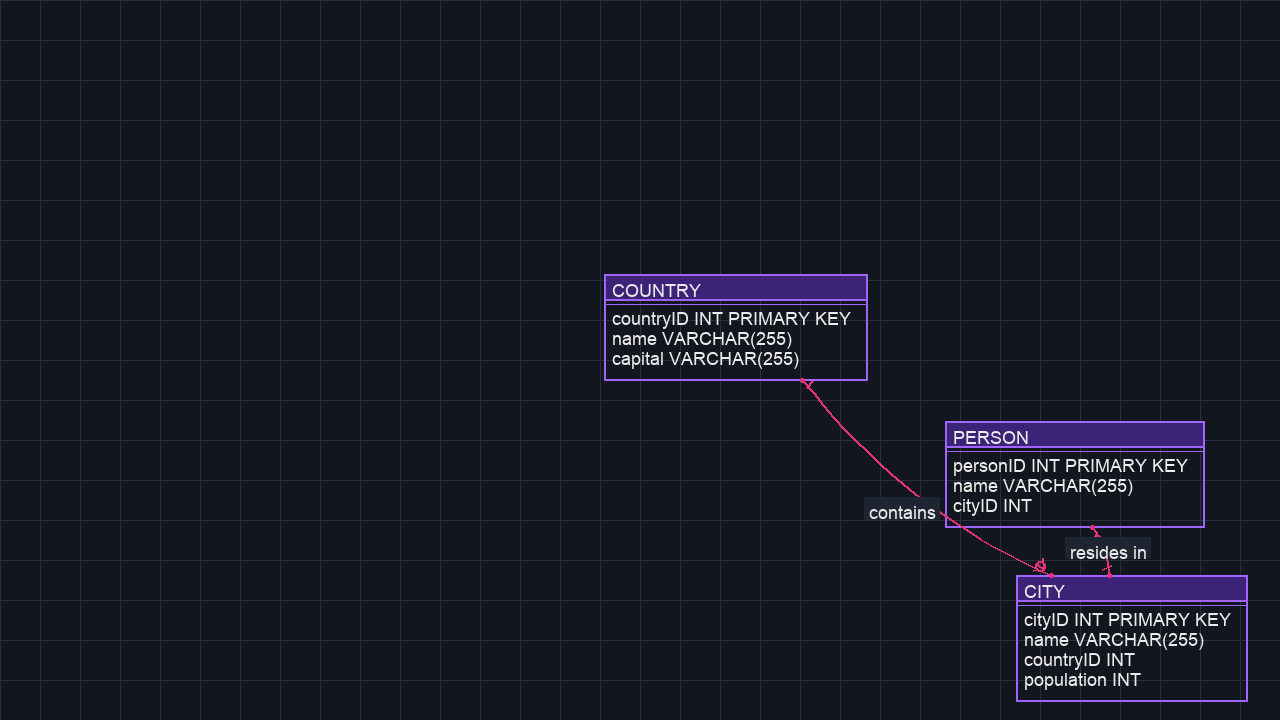 COUNTRY
countryID INT PRIMARY KEY
name VARCHAR(255)
capital VARCHAR(255)
PERSON
personID INT PRIMARY KEY
name VARCHAR(255)
cityID INT
contains
resides in
CITY
cityID INT PRIMARY KEY
name VARCHAR(255)
countryID INT
population INT